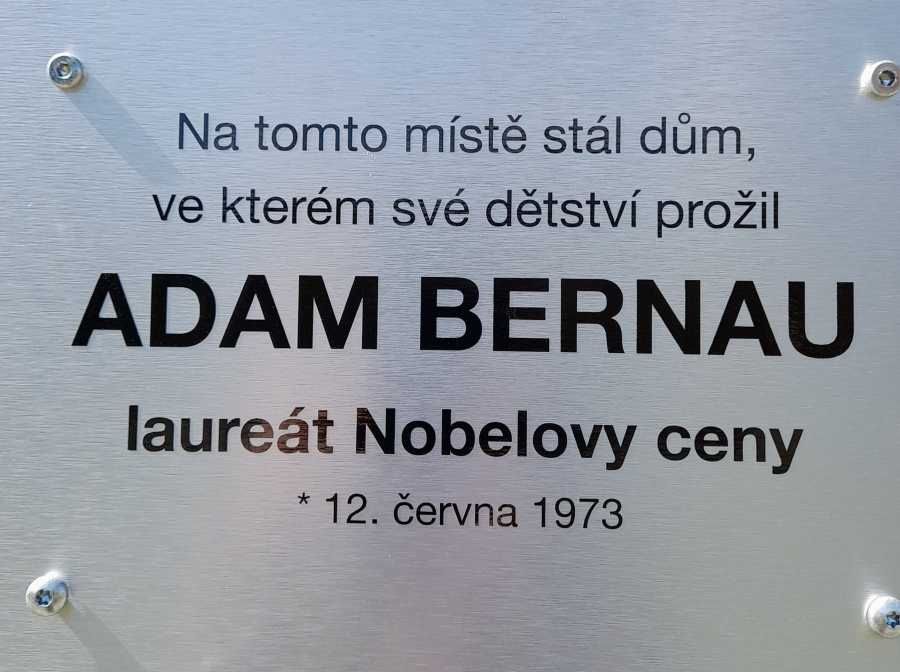 Na tomto místě stál dům,
ve kterém své dětství prožil
ADAM BERNAU
laureát Nobelovy ceny
* 12. června 1973